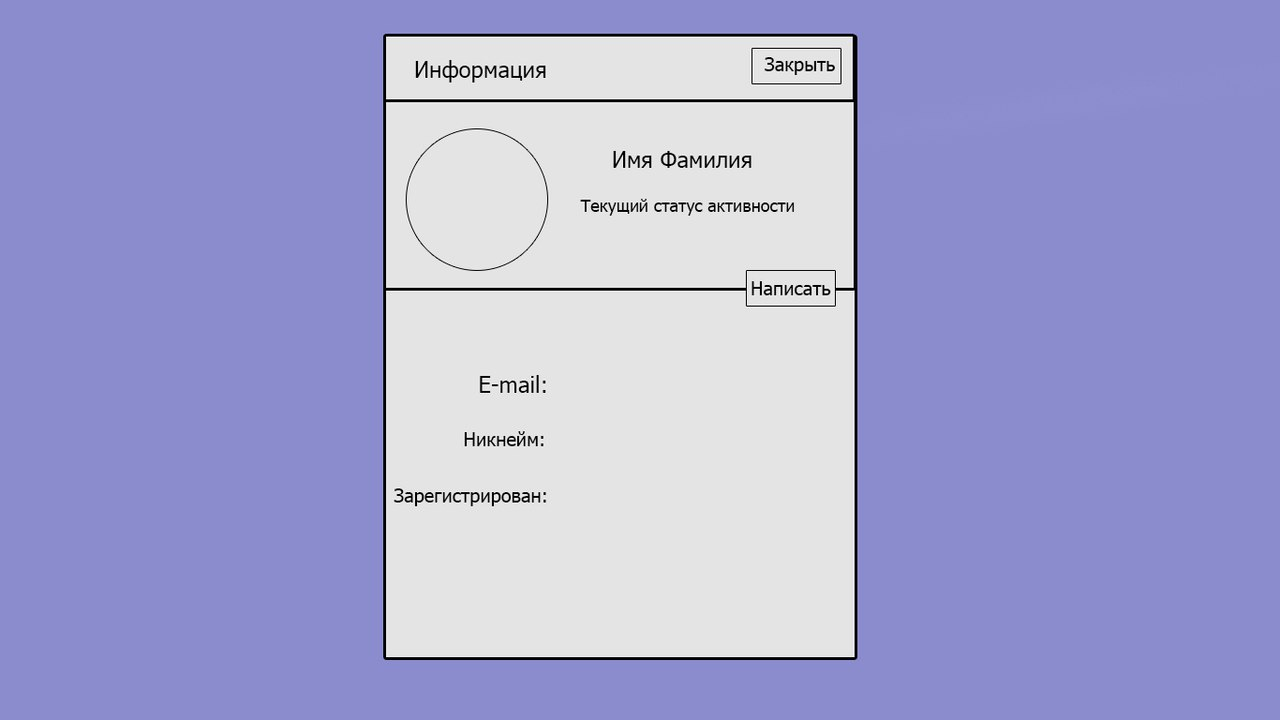 Информация
Закрыть
Имя Фамилия
Текущий статус активности
Написать
E-mail:
Никнейм:
Зарегистрирован: